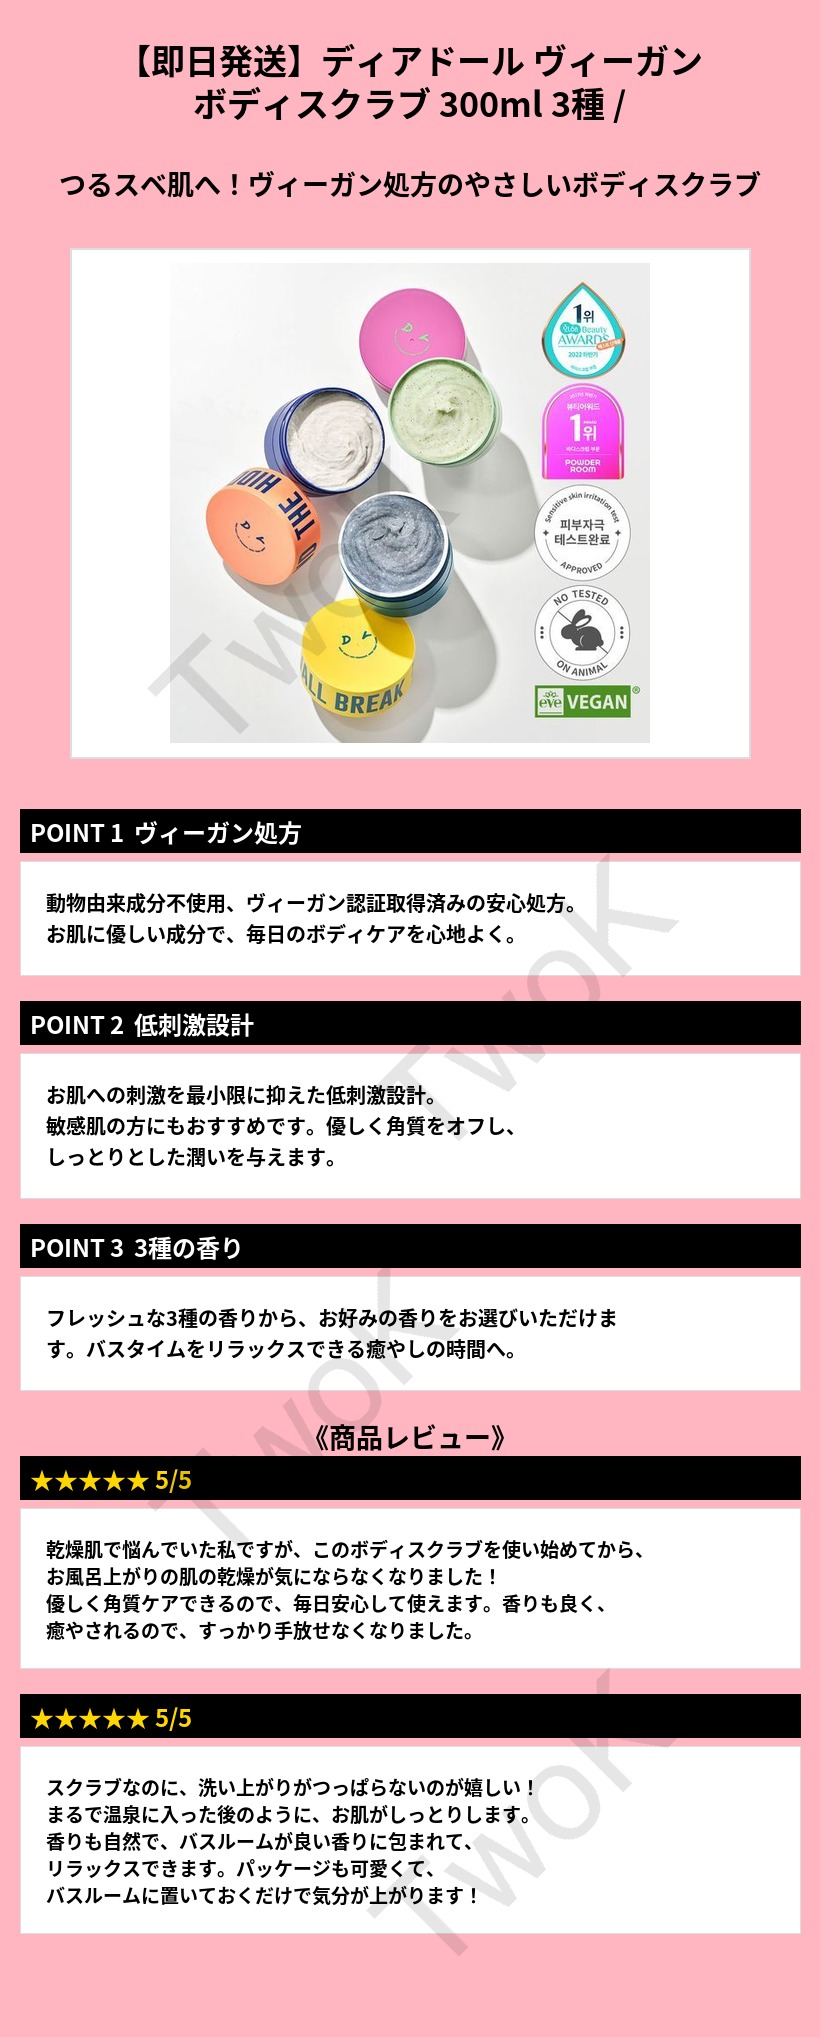 【即日発送】ディアドール ヴィーガン
ボディスクラブ 300ml 3種 /
つるスベ肌へ！ヴィーガン処方のやさしいボディスクラブ
1위
Beauty
AWARDS
2022 하반기
뷰티어워드
1위
바디스크럽 부문
POWDER
ROOM
Sensitive skin irritation test
피부자극
테스트완료
APPROVED
NO TESTED
ON ANIMAL
eve VEGAN®
THE HID
ALL BREAK
TwoK
POINT 1 ヴィーガン処方
動物由来成分不使用、ヴィーガン認証取得済みの安心処方。
お肌に優しい成分で、毎日のボディケアを心地よく。
TwoK
POINT 2 低刺激設計
お肌への刺激を最小限に抑えた低刺激設計。
敏感肌の方にもおすすめです。優しく角質をオフし、
しっとりとした潤いを与えます。
POINT 3 3種の香り
フレッシュな3種の香りから、お好みの香りをお選びいただけま
す。バスタイムをリラックスできる癒やしの時間へ。
TwoK
《商品レビュー》
★★★★★ 5/5
乾燥肌で悩んでいた私ですが、このボディスクラブを使い始めてから、
お風呂上がりの肌の乾燥が気にならなくなりました！
優しく角質ケアできるので、毎日安心して使えます。香りも良く、
癒やされるので、すっかり手放せなくなりました。
★★★★★ 5/5
スクラブなのに、洗い上がりがつっぱらないのが嬉しい！
まるで温泉に入った後のように、お肌がしっとりします。
香りも自然で、バスルームが良い香りに包まれて、
リラックスできます。パッケージも可愛くて、
バスルームに置いておくだけで気分が上がります！
TwoK